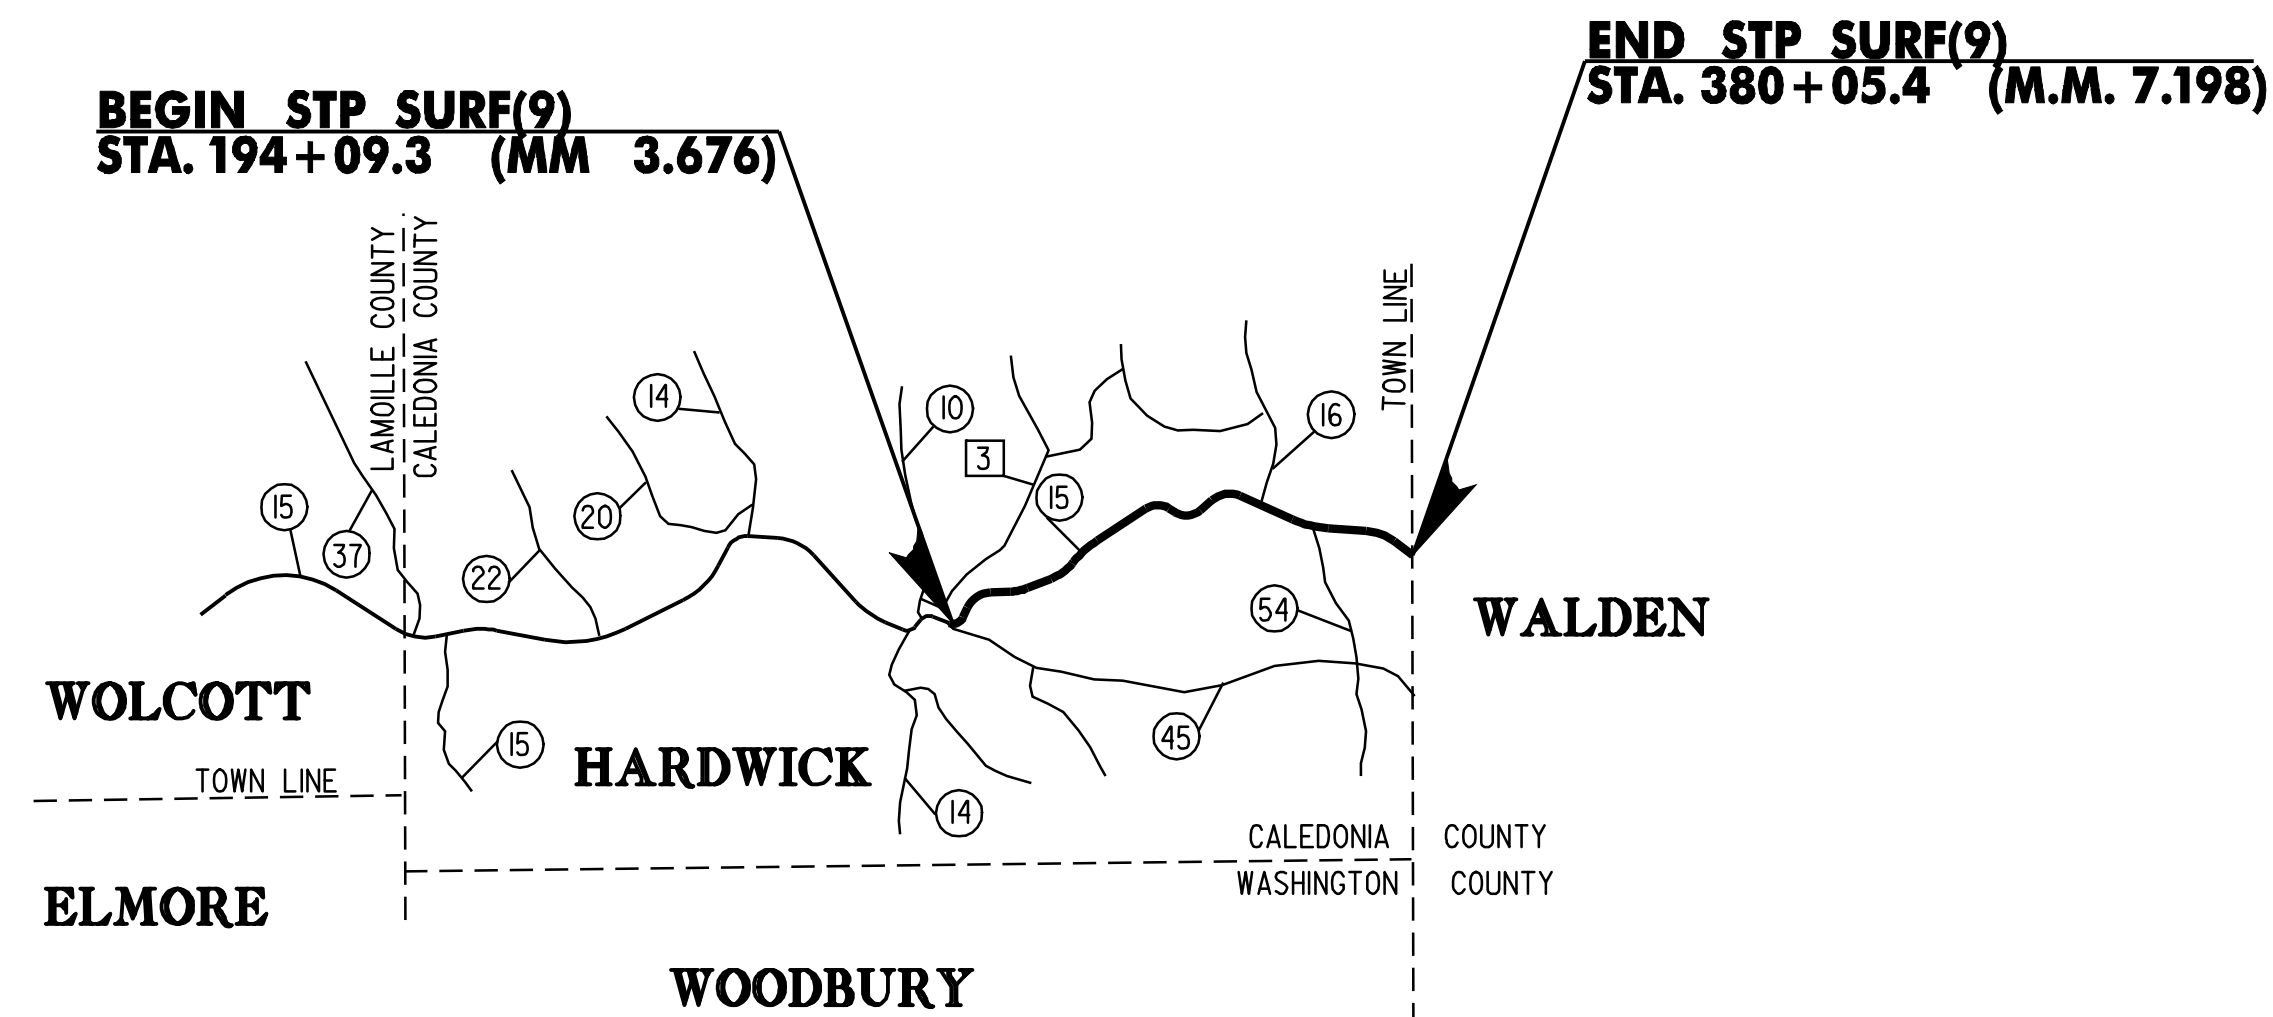 END STP SURF(9)
STA. 380+05.4 (M.M. 7.198)
BEGIN STP SURF(9)
STA. 194+09.3 (MM 3.676)
LAMOILLE COUNTY
CALEDONIA COUNTY
TOWN LINE
14
10
16
3
15
15
20
37
22
54
WALDEN
WOLCOTT
45
15
HARDWICK
TOWN LINE
14
CALEDONIA COUNTY
WASHINGTON COUNTY
ELMORE
WOODBURY